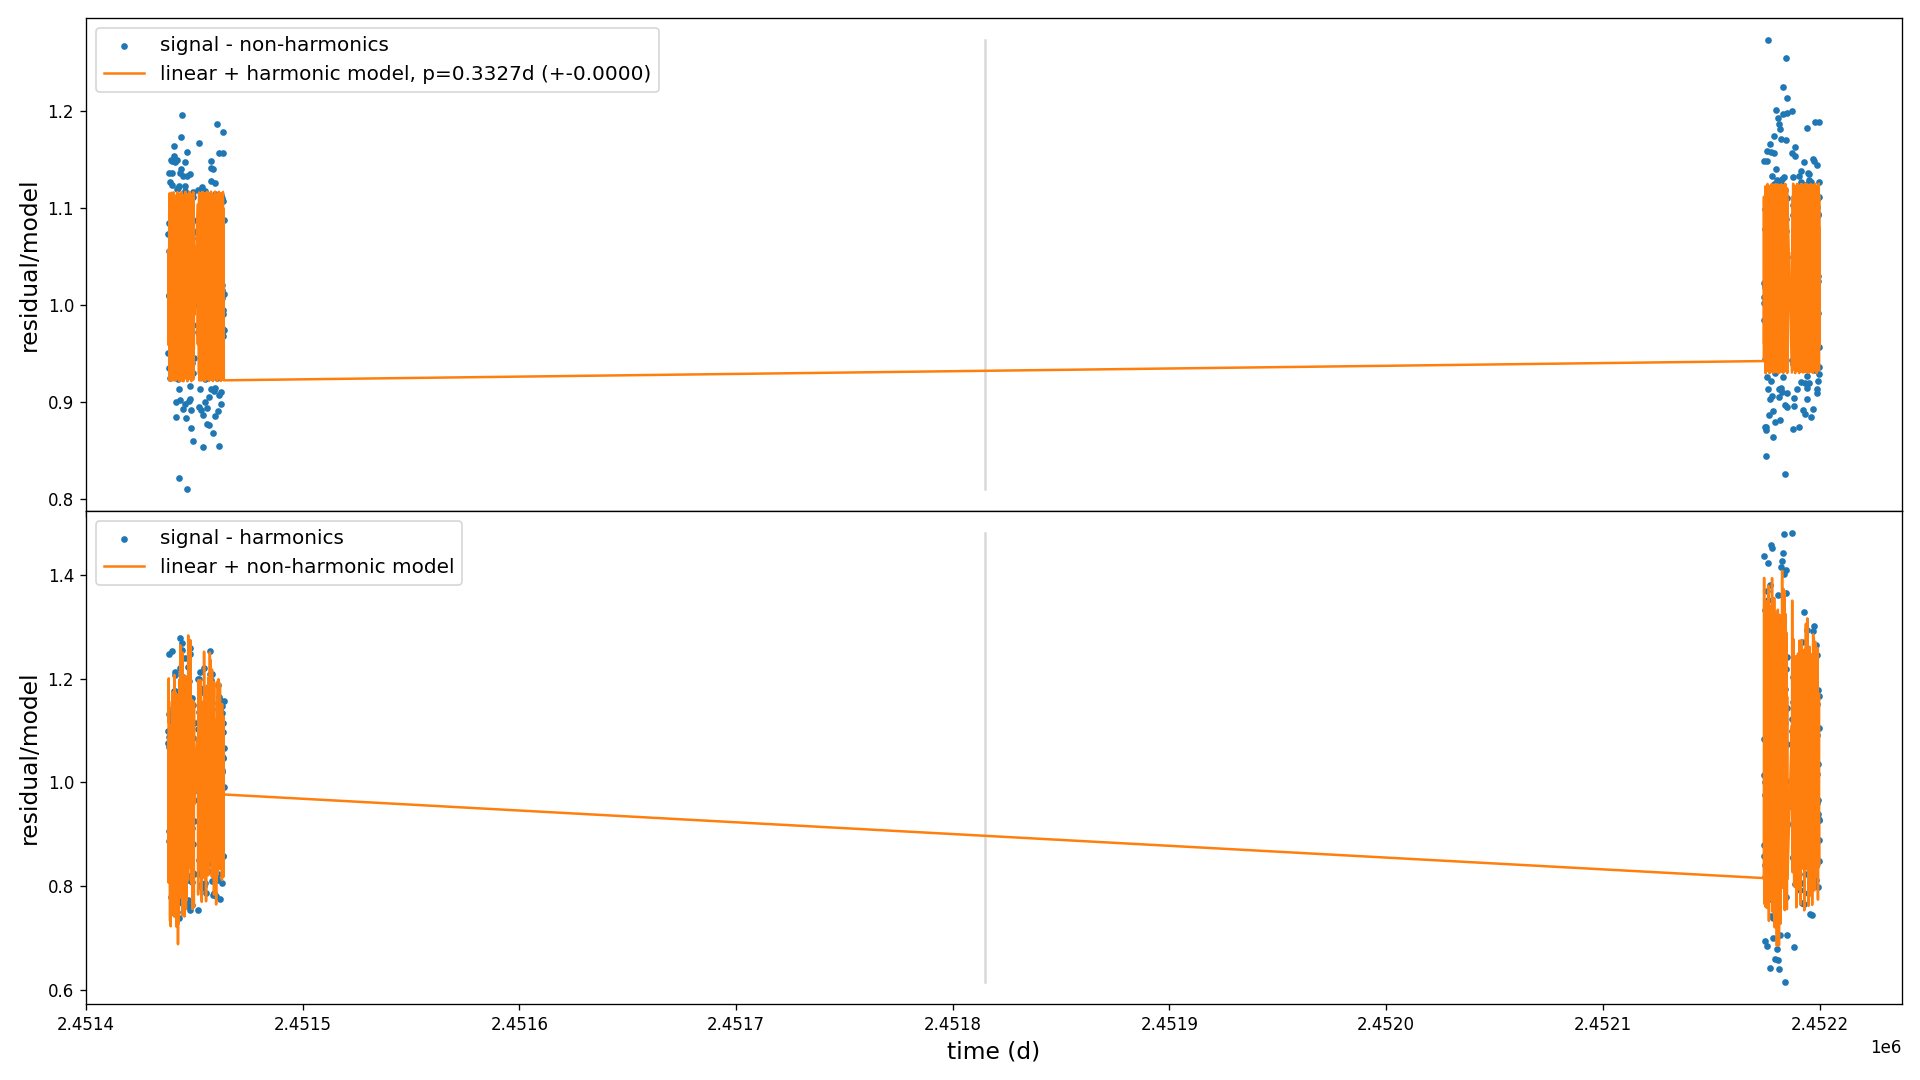 signal - non-harmonics
linear + harmonic model, p=0.3327d (+-0.0000)
1.2
1.1
1.0
0.9
0.8
residual/model
signal - harmonics
linear + non-harmonic model
1.4
1.2
1.0
0.8
0.6
residual/model
2.4514 2.4515 2.4516 2.4517 2.4518 2.4519 2.4520 2.4521 2.4522
time (d)
1e6